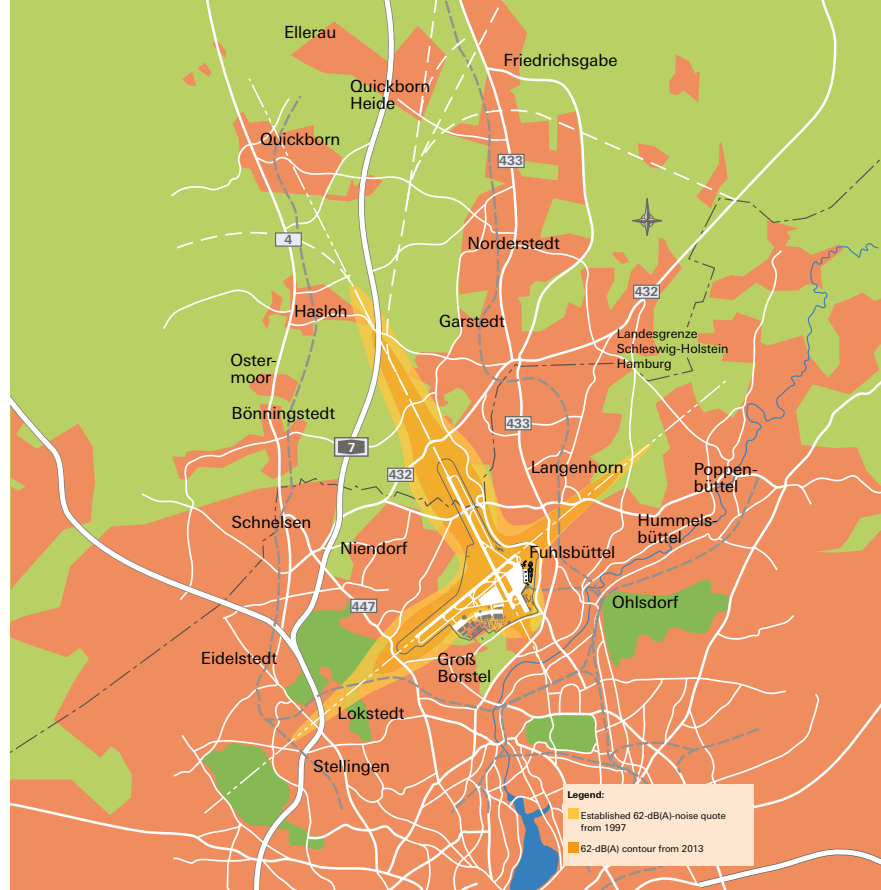 Ellerau
Friedrichsgabe
Quickborn
Heide
Quickborn
433
4
Norderstedt
432
Hasloh
Garstedt
Landesgrenze
Schleswig-Holstein
Hamburg
Oster-
moor
Bönningstedt
433
7
432
Langenhorn
Poppen-
büttel
Schnelsen
Hummels-
büttel
Niendorf
Fuhlsbüttel
447
Ohlsdorf
Eidelstedt
Groß
Borstel
Lokstedt
Stellingen
Legend:
Established 62-dB(A)-noise quote
from 1997
62-dB(A) contour from 2013